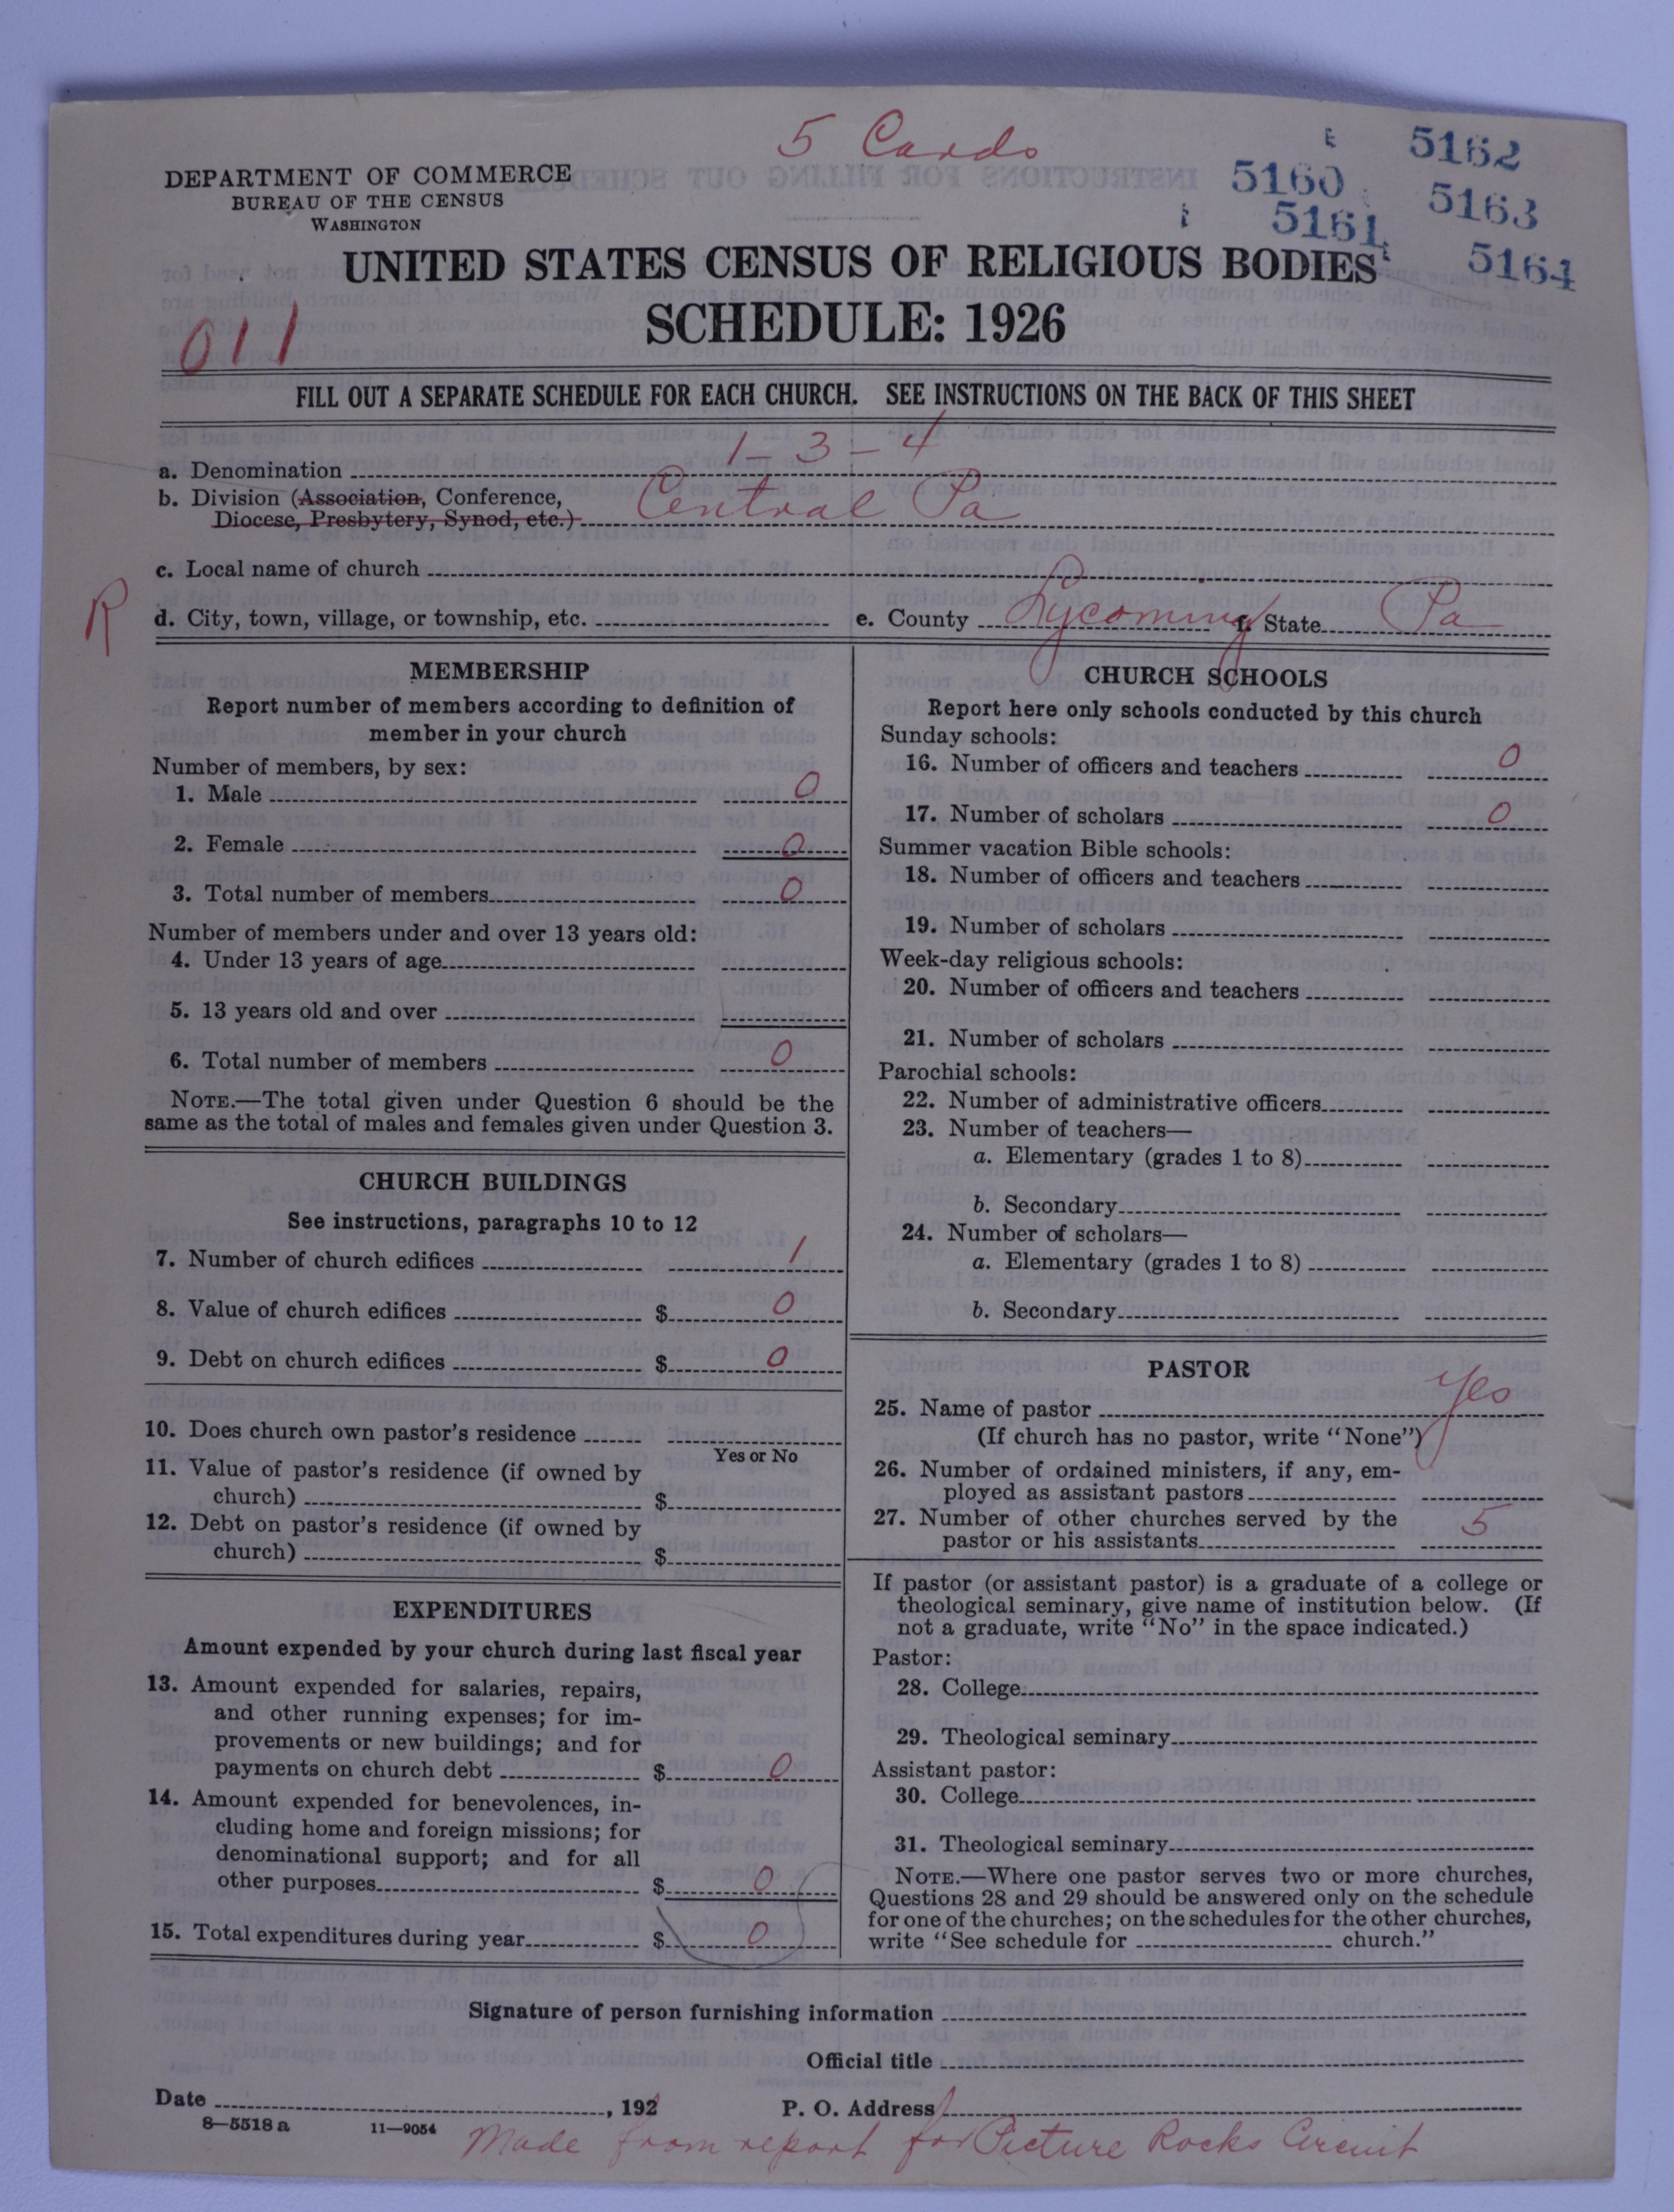 5 Cards
DEPARTMENT OF COMMERCE
BUREAU OF THE CENSUS
WASHINGTON
5160
5161
5162
5163
5164
UNITED STATES CENSUS OF RELIGIOUS BODIES
SCHEDULE: 1926
011
FILL OUT A SEPARATE SCHEDULE FOR EACH CHURCH. SEE INSTRUCTIONS ON THE BACK OF THIS SHEET
a. Denomination 1-3-4
b. Division (Association, Conference,
Diocese, Presbytery, Synod, etc.) Central Pa
c. Local name of church
R
d. City, town, village, or township, etc. e. County Lycoming f. State Pa
MEMBERSHIP
Report number of members according to definition of
member in your church
Number of members, by sex:
1. Male 0
2. Female 0
3. Total number of members 0
Number of members under and over 13 years old:
4. Under 13 years of age
5. 13 years old and over
6. Total number of members 0
NOTE.—The total given under Question 6 should be the
same as the total of males and females given under Question 3.
CHURCH BUILDINGS
See instructions, paragraphs 10 to 12
7. Number of church edifices 1
8. Value of church edifices $ 0
9. Debt on church edifices $ 0
10. Does church own pastor's residence
Yes or No
11. Value of pastor's residence (if owned by
church) $
12. Debt on pastor's residence (if owned by
church) $
EXPENDITURES
Amount expended by your church during last fiscal year
13. Amount expended for salaries, repairs,
and other running expenses; for im-
provements or new buildings; and for
payments on church debt $ 0
14. Amount expended for benevolences, in-
cluding home and foreign missions; for
denominational support; and for all
other purposes $ 0
15. Total expenditures during year $ 0
CHURCH SCHOOLS
Report here only schools conducted by this church
Sunday schools:
16. Number of officers and teachers 0
17. Number of scholars 0
Summer vacation Bible schools:
18. Number of officers and teachers
19. Number of scholars
Week-day religious schools:
20. Number of officers and teachers
21. Number of scholars
Parochial schools:
22. Number of administrative officers
23. Number of teachers—
a. Elementary (grades 1 to 8)
b. Secondary
24. Number of scholars—
a. Elementary (grades 1 to 8)
b. Secondary
PASTOR
25. Name of pastor Yes
(If church has no pastor, write "None")
26. Number of ordained ministers, if any, em-
ployed as assistant pastors
27. Number of other churches served by the
pastor or his assistants 5
If pastor (or assistant pastor) is a graduate of a college or
theological seminary, give name of institution below. (If
not a graduate, write "No" in the space indicated.)
Pastor:
28. College
29. Theological seminary
Assistant pastor:
30. College
31. Theological seminary
NOTE.—Where one pastor serves two or more churches,
Questions 28 and 29 should be answered only on the schedule
for one of the churches; on the schedules for the other churches,
write "See schedule for church."
Signature of person furnishing information
Official title
Date , 192 P. O. Address
8—5518 a 11—9054
Made from report for Picture Rocks Circuit